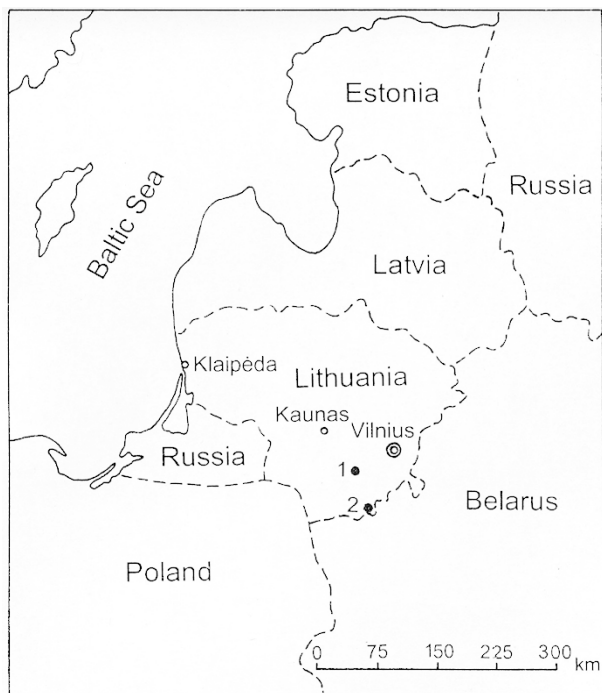 Estonia
Russia
Baltic Sea
Latvia
Klaipėda
Lithuania
Kaunas
Vilnius
Russia
1
2
Belarus
Poland
0 75 150 225 300
km